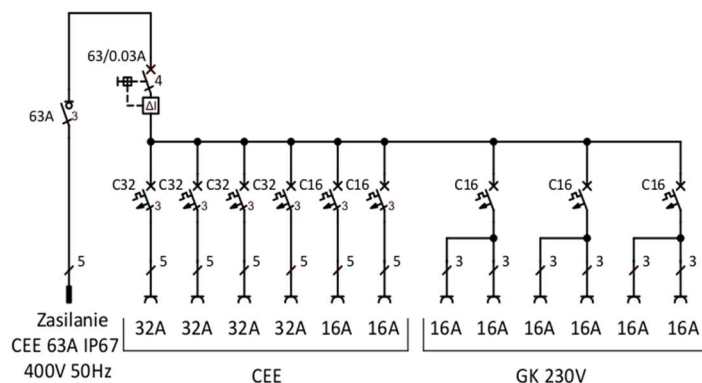 63/0.03A
4
ΔI
63A
3
C32 C32 C32 C32 C16 C16 C16 C16 C16
3 3 3 3 3 3
5 5 5 5 5 5 5 3 3 3 3 3 3
32A 32A 32A 32A 16A 16A 16A 16A 16A 16A 16A 16A
Zasilanie
CEE 63A IP67
400V 50Hz
CEE
GK 230V